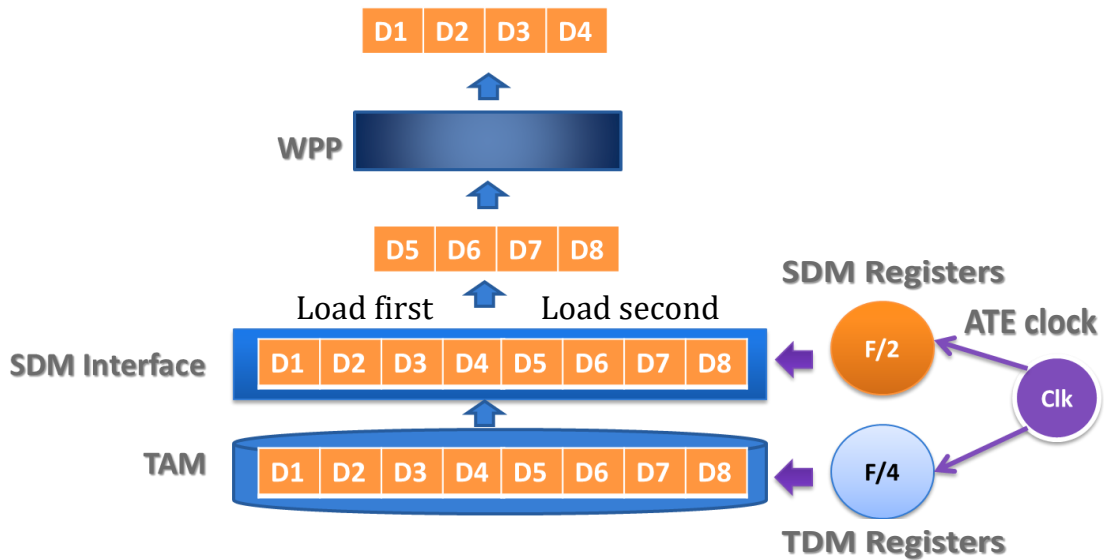 D1 D2 D3 D4
WPP
D5 D6 D7 D8
SDM Registers
Load first Load second
ATE clock
SDM Interface
D1 D2 D3 D4 D5 D6 D7 D8
F/2
Clk
TAM
D1 D2 D3 D4 D5 D6 D7 D8
F/4
TDM Registers